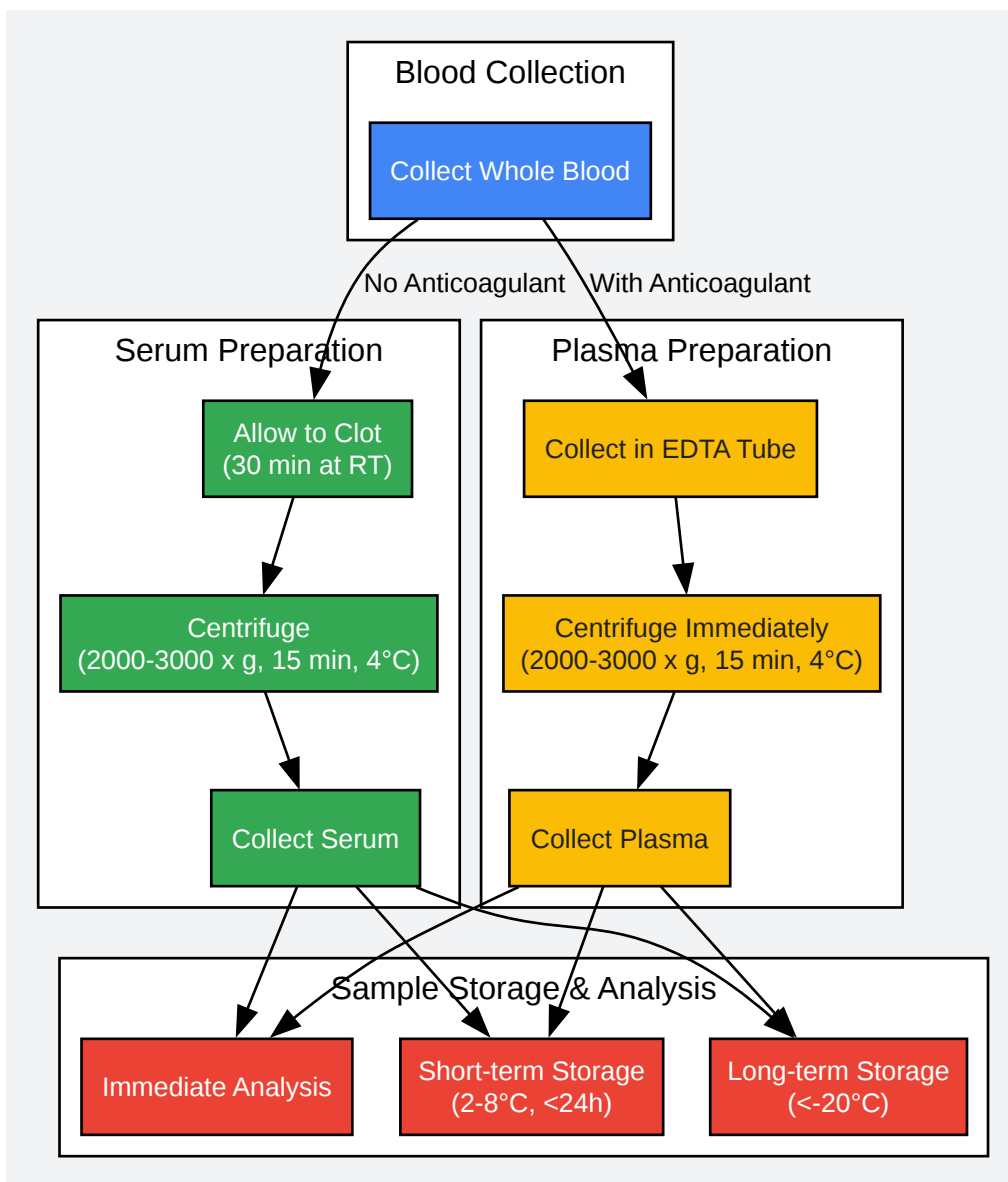 Blood Collection
Collect Whole Blood
No Anticoagulant
With Anticoagulant
Serum Preparation
Allow to Clot
(30 min at RT)
Centrifuge
(2000-3000 x g, 15 min, 4°C)
Collect Serum
Plasma Preparation
Collect in EDTA Tube
Centrifuge Immediately
(2000-3000 x g, 15 min, 4°C)
Collect Plasma
Sample Storage & Analysis
Immediate Analysis
Short-term Storage
(2-8°C, <24h)
Long-term Storage
(<-20°C)